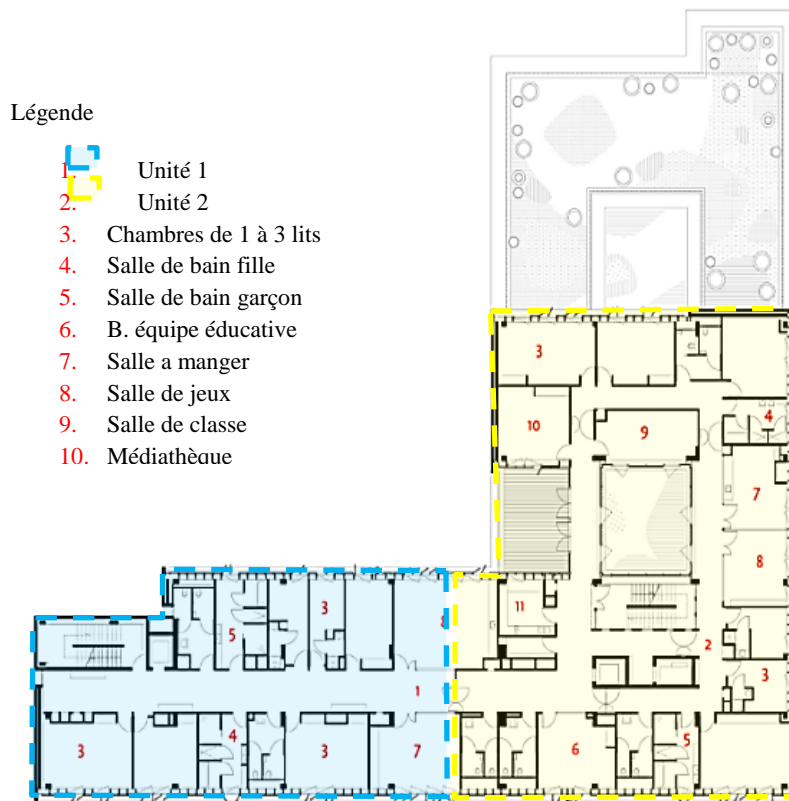 Légende
1. Unité 1
2. Unité 2
3. Chambres de 1 à 3 lits
4. Salle de bain fille
5. Salle de bain garçon
6. B. équipe éducative
7. Salle a manger
8. Salle de jeux
9. Salle de classe
10. Médiathèque
3
4
10
9
7
8
3
11
8
5
2
3
1
4
5
3
3
7
6